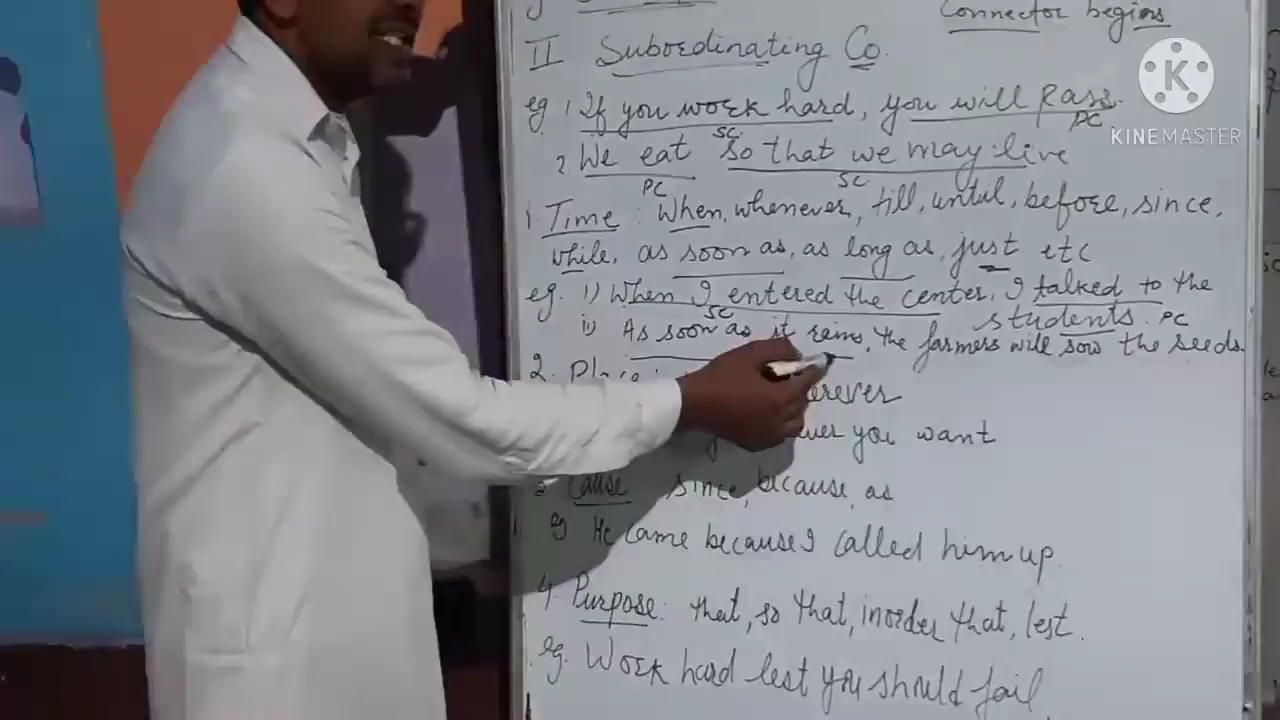 Connector begins
II Subordinating Co.
eg 1. If you work hard, you will Pass.
SC PC
2. We eat so that we may live
PC SC
1. Time: When, whenever, till, until, before, since,
while, as soon as, as long as, just etc
eg. i) When I entered the center, I talked to the
SC students. PC
ii) As soon as it rains, the farmers will sow the seeds.
2. Place: erever
ever you want
3 Cause, since, because, as
eg He came because I called him up.
4. Purpose: that, so that, inorder that, lest.
eg. Work hard lest you should fail
K
KINEMASTER